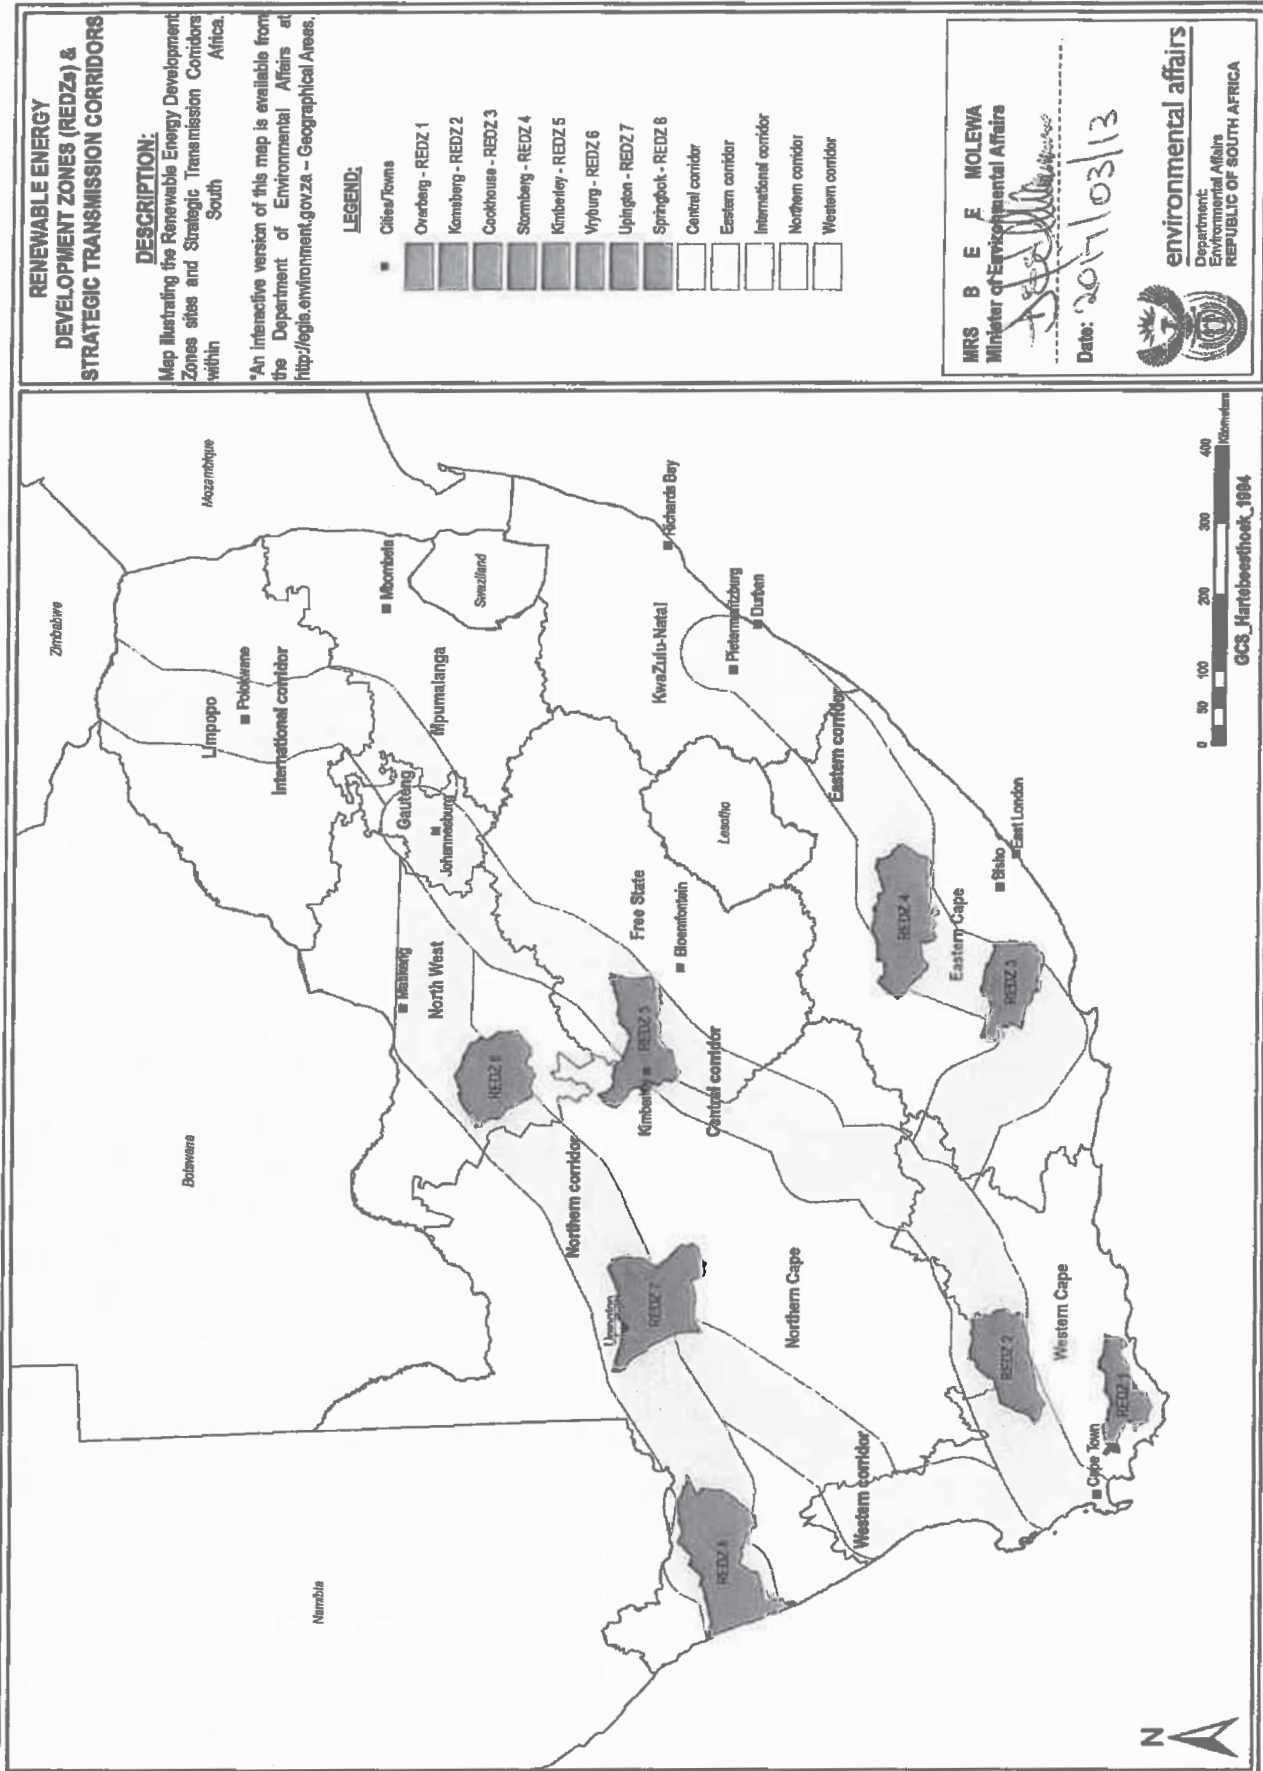 RENEWABLE ENERGY
DEVELOPMENT ZONES (REDZs) &
STRATEGIC TRANSMISSION CORRIDORS
DESCRIPTION:
Map illustrating the Renewable Energy Development
Zones sites and Strategic Transmission Corridors
within South Africa.
*An interactive version of this map is available from
the Department of Environmental Affairs at
http://egis.environment.gov.za – Geographical Areas.
LEGEND:
Cities/Towns
Overberg - REDZ 1
Komsberg - REDZ 2
Cookhouse - REDZ 3
Stormberg - REDZ 4
Kimberley - REDZ 5
Vryburg - REDZ 6
Upington - REDZ 7
Springbok - REDZ 8
Central corridor
Eastern corridor
International corridor
Northern corridor
Western corridor
MRS B E E MOLEWA
Minister of Environmental Affairs
Date: 2017/03/13
environmental affairs
Department:
Environmental Affairs
REPUBLIC OF SOUTH AFRICA
Zimbabwe
Mozambique
Botswana
Namibia
Limpopo
Polokwane
International corridor
Mbombela
Swaziland
Mpumalanga
Gauteng
Johannesburg
Mafikeng
North West
REDZ 6
Northern corridor
Free State
Bloemfontein
Lesotho
KwaZulu-Natal
Richards Bay
Pietermaritzburg
Durban
Kimberley
REDZ 5
Central corridor
Upington
REDZ 7
Northern Cape
REDZ 8
Western corridor
Eastern corridor
REDZ 4
Eastern Cape
Bisho
East London
REDZ 3
REDZ 2
Western Cape
REDZ 1
Cape Town
N
0 50 100 200 300 400
Kilometers
GCS_Hartebeesthoek_1994